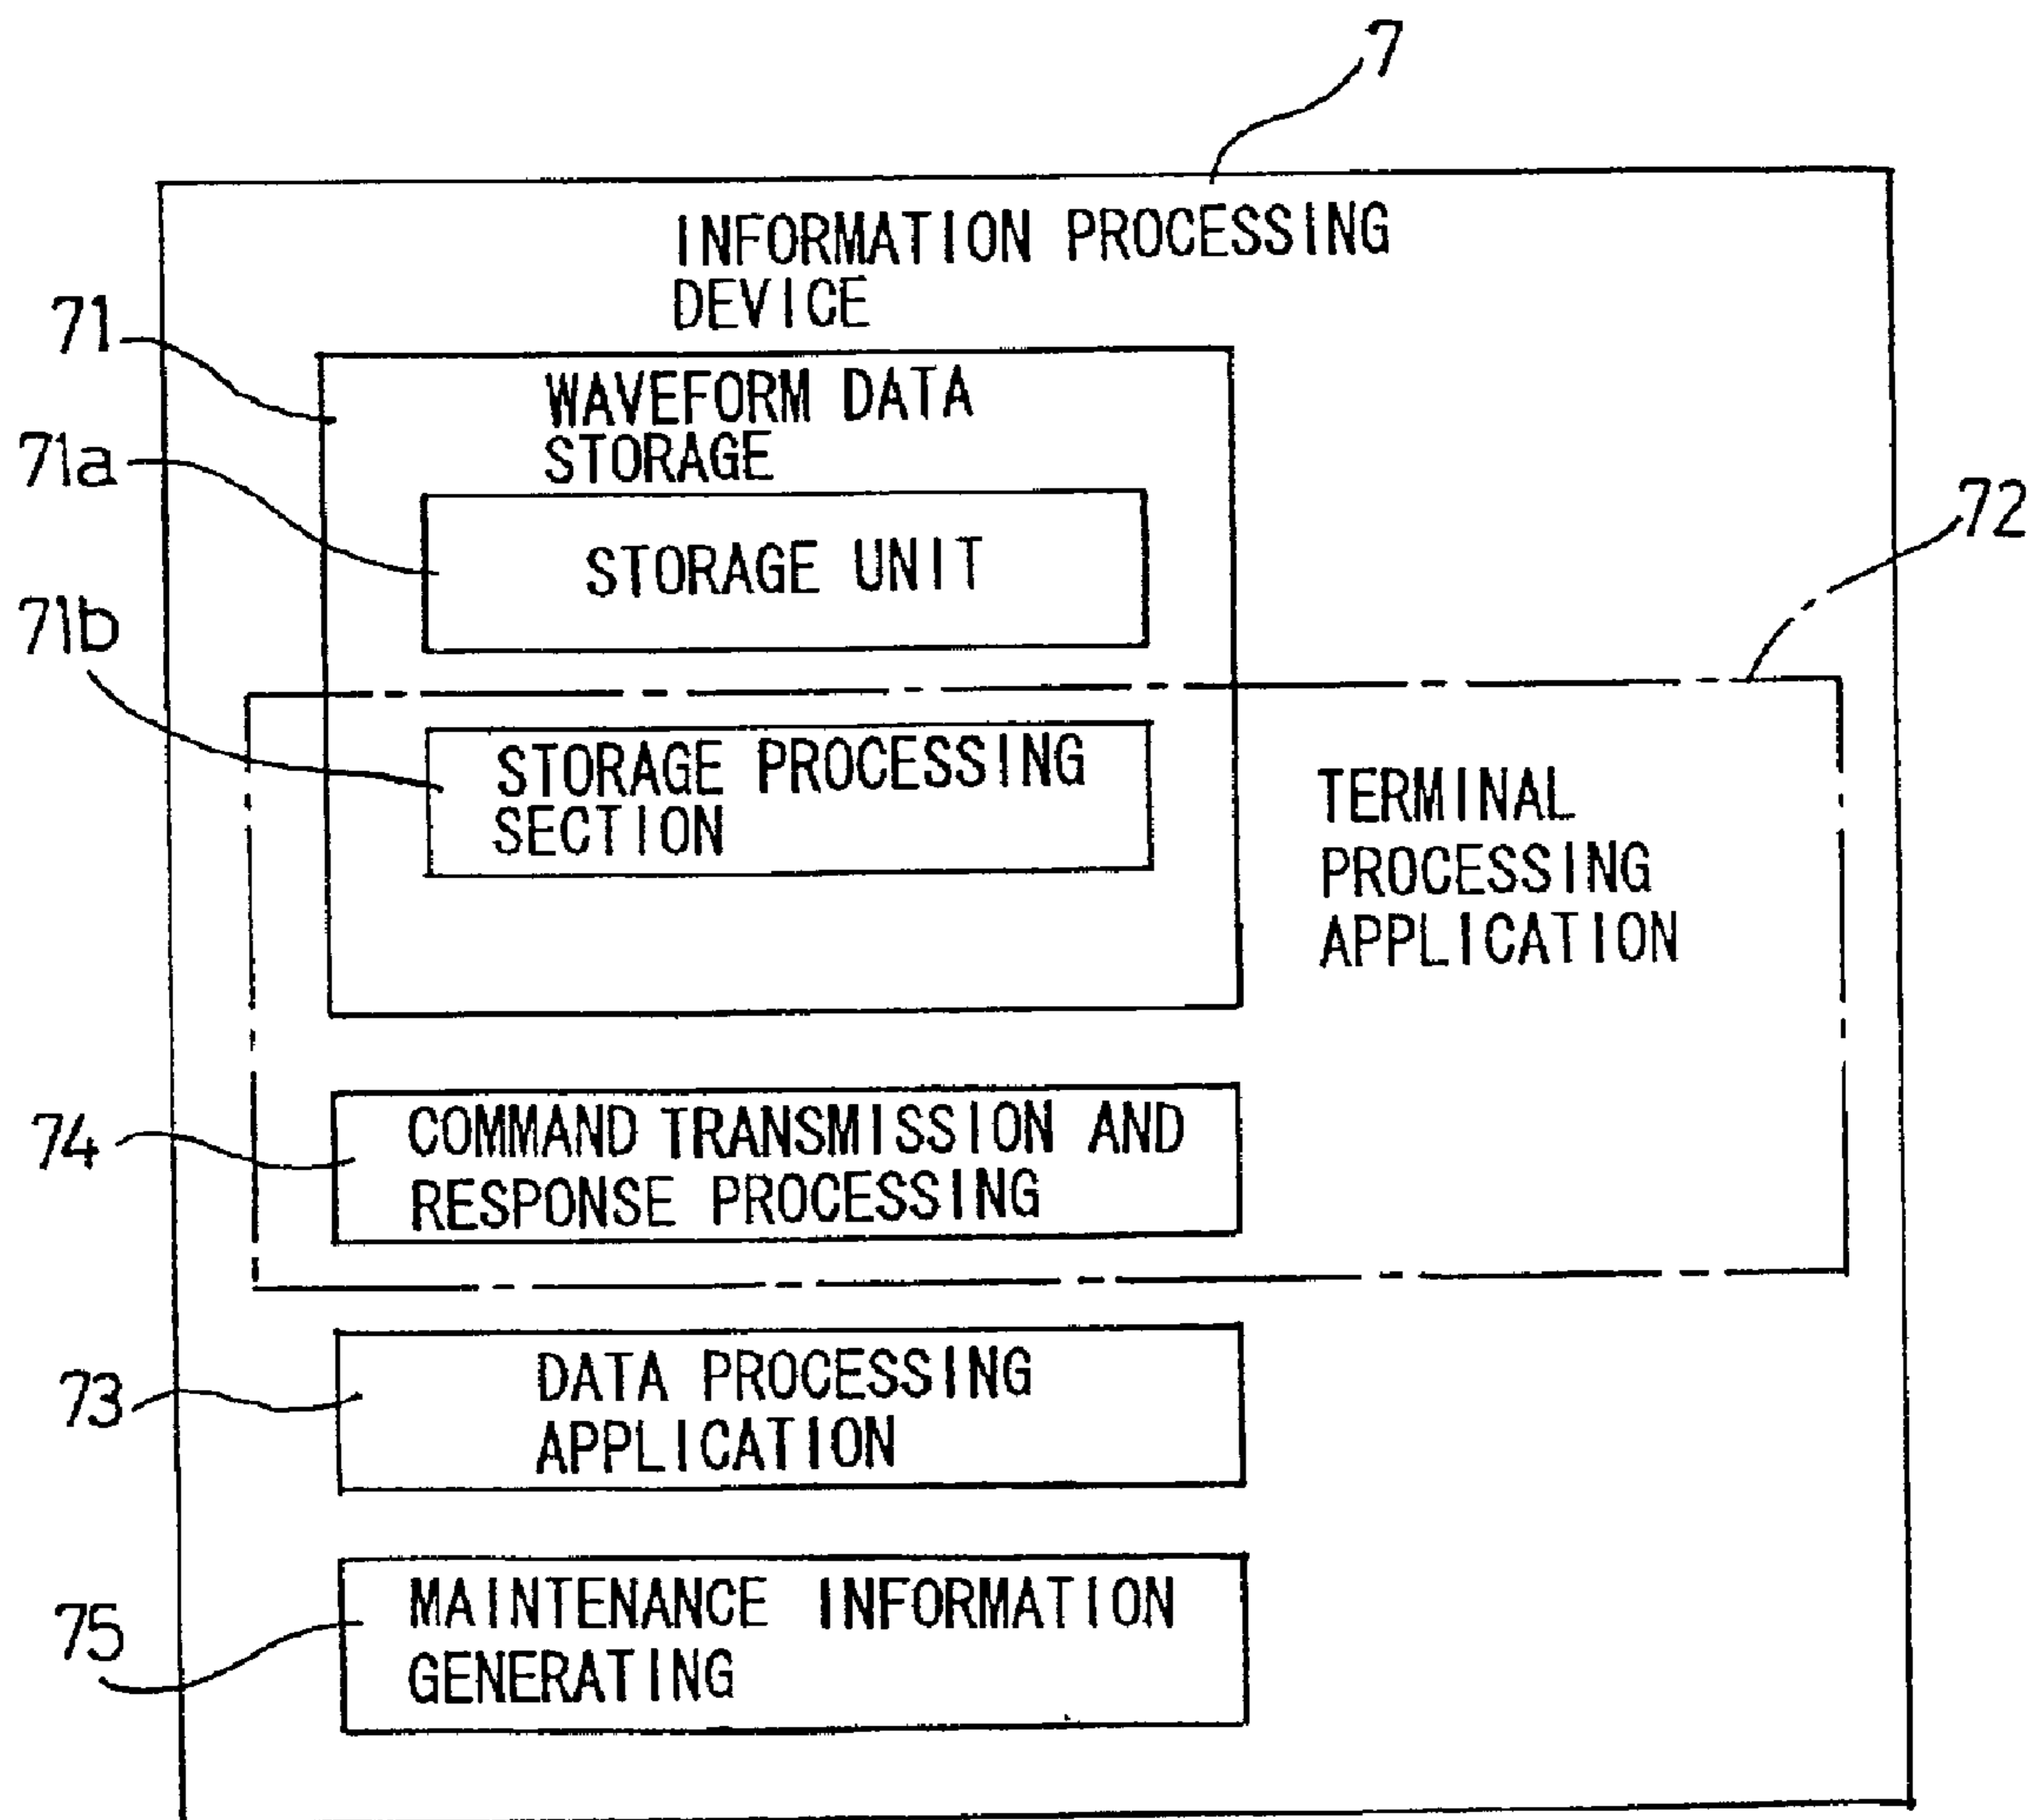 7
INFORMATION PROCESSING
DEVICE
71
WAVEFORM DATA
STORAGE
71a
STORAGE UNIT
72
71b
STORAGE PROCESSING
SECTION
TERMINAL
PROCESSING
APPLICATION
74
COMMAND TRANSMISSION AND
RESPONSE PROCESSING
73
DATA PROCESSING
APPLICATION
75
MAINTENANCE INFORMATION
GENERATING